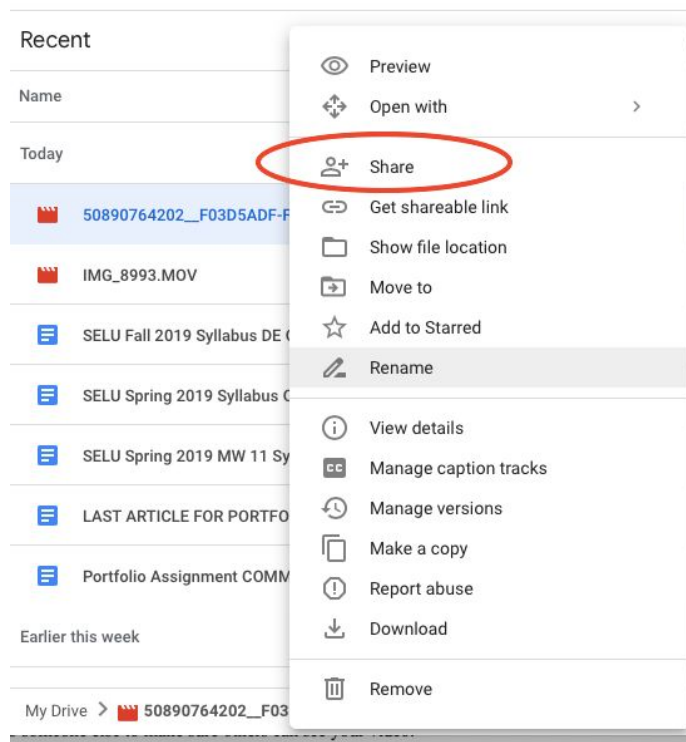 Recent
Name
Today
50890764202__F03D5ADF-F
IMG_8993.MOV
SELU Fall 2019 Syllabus DE
SELU Spring 2019 Syllabus
SELU Spring 2019 MW 11 Sy
LAST ARTICLE FOR PORTFO
Portfolio Assignment COMM
Earlier this week
My Drive > 50890764202__F03
Preview
Open with >
Share
Get shareable link
Show file location
Move to
Add to Starred
Rename
View details
CC Manage caption tracks
Manage versions
Make a copy
Report abuse
Download
Remove